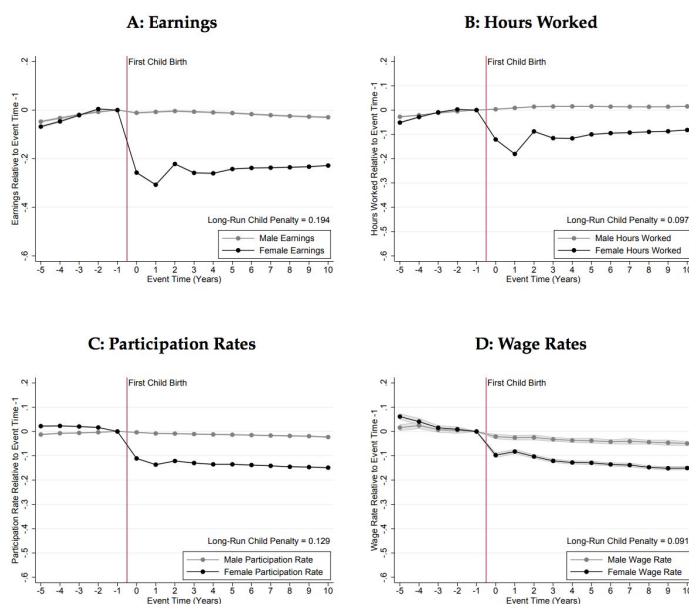 A: Earnings
First Child Birth
Earnings Relative to Event Time -1
.2
0
-.2
-.4
-.6
Long-Run Child Penalty = 0.194
Male Earnings
Female Earnings
-5 -4 -3 -2 -1 0 1 2 3 4 5 6 7 8 9 10
Event Time (Years)
B: Hours Worked
First Child Birth
Hours Worked Relative to Event Time -1
.2
.1
0
-.1
-.2
-.3
-.4
-.5
-.6
Long-Run Child Penalty = 0.097
Male Hours Worked
Female Hours Worked
-5 -4 -3 -2 -1 0 1 2 3 4 5 6 7 8 9 10
Event Time (Years)
C: Participation Rates
First Child Birth
Participation Rate Relative to Event Time -1
.2
.1
0
-.1
-.2
-.3
-.4
-.5
-.6
Long-Run Child Penalty = 0.129
Male Participation Rate
Female Participation Rate
-5 -4 -3 -2 -1 0 1 2 3 4 5 6 7 8 9 10
Event Time (Years)
D: Wage Rates
First Child Birth
Wage Rate Relative to Event Time -1
.2
.1
0
-.1
-.2
-.3
-.4
-.5
-.6
Long-Run Child Penalty = 0.091
Male Wage Rate
Female Wage Rate
-5 -4 -3 -2 -1 0 1 2 3 4 5 6 7 8 9 10
Event Time (Years)